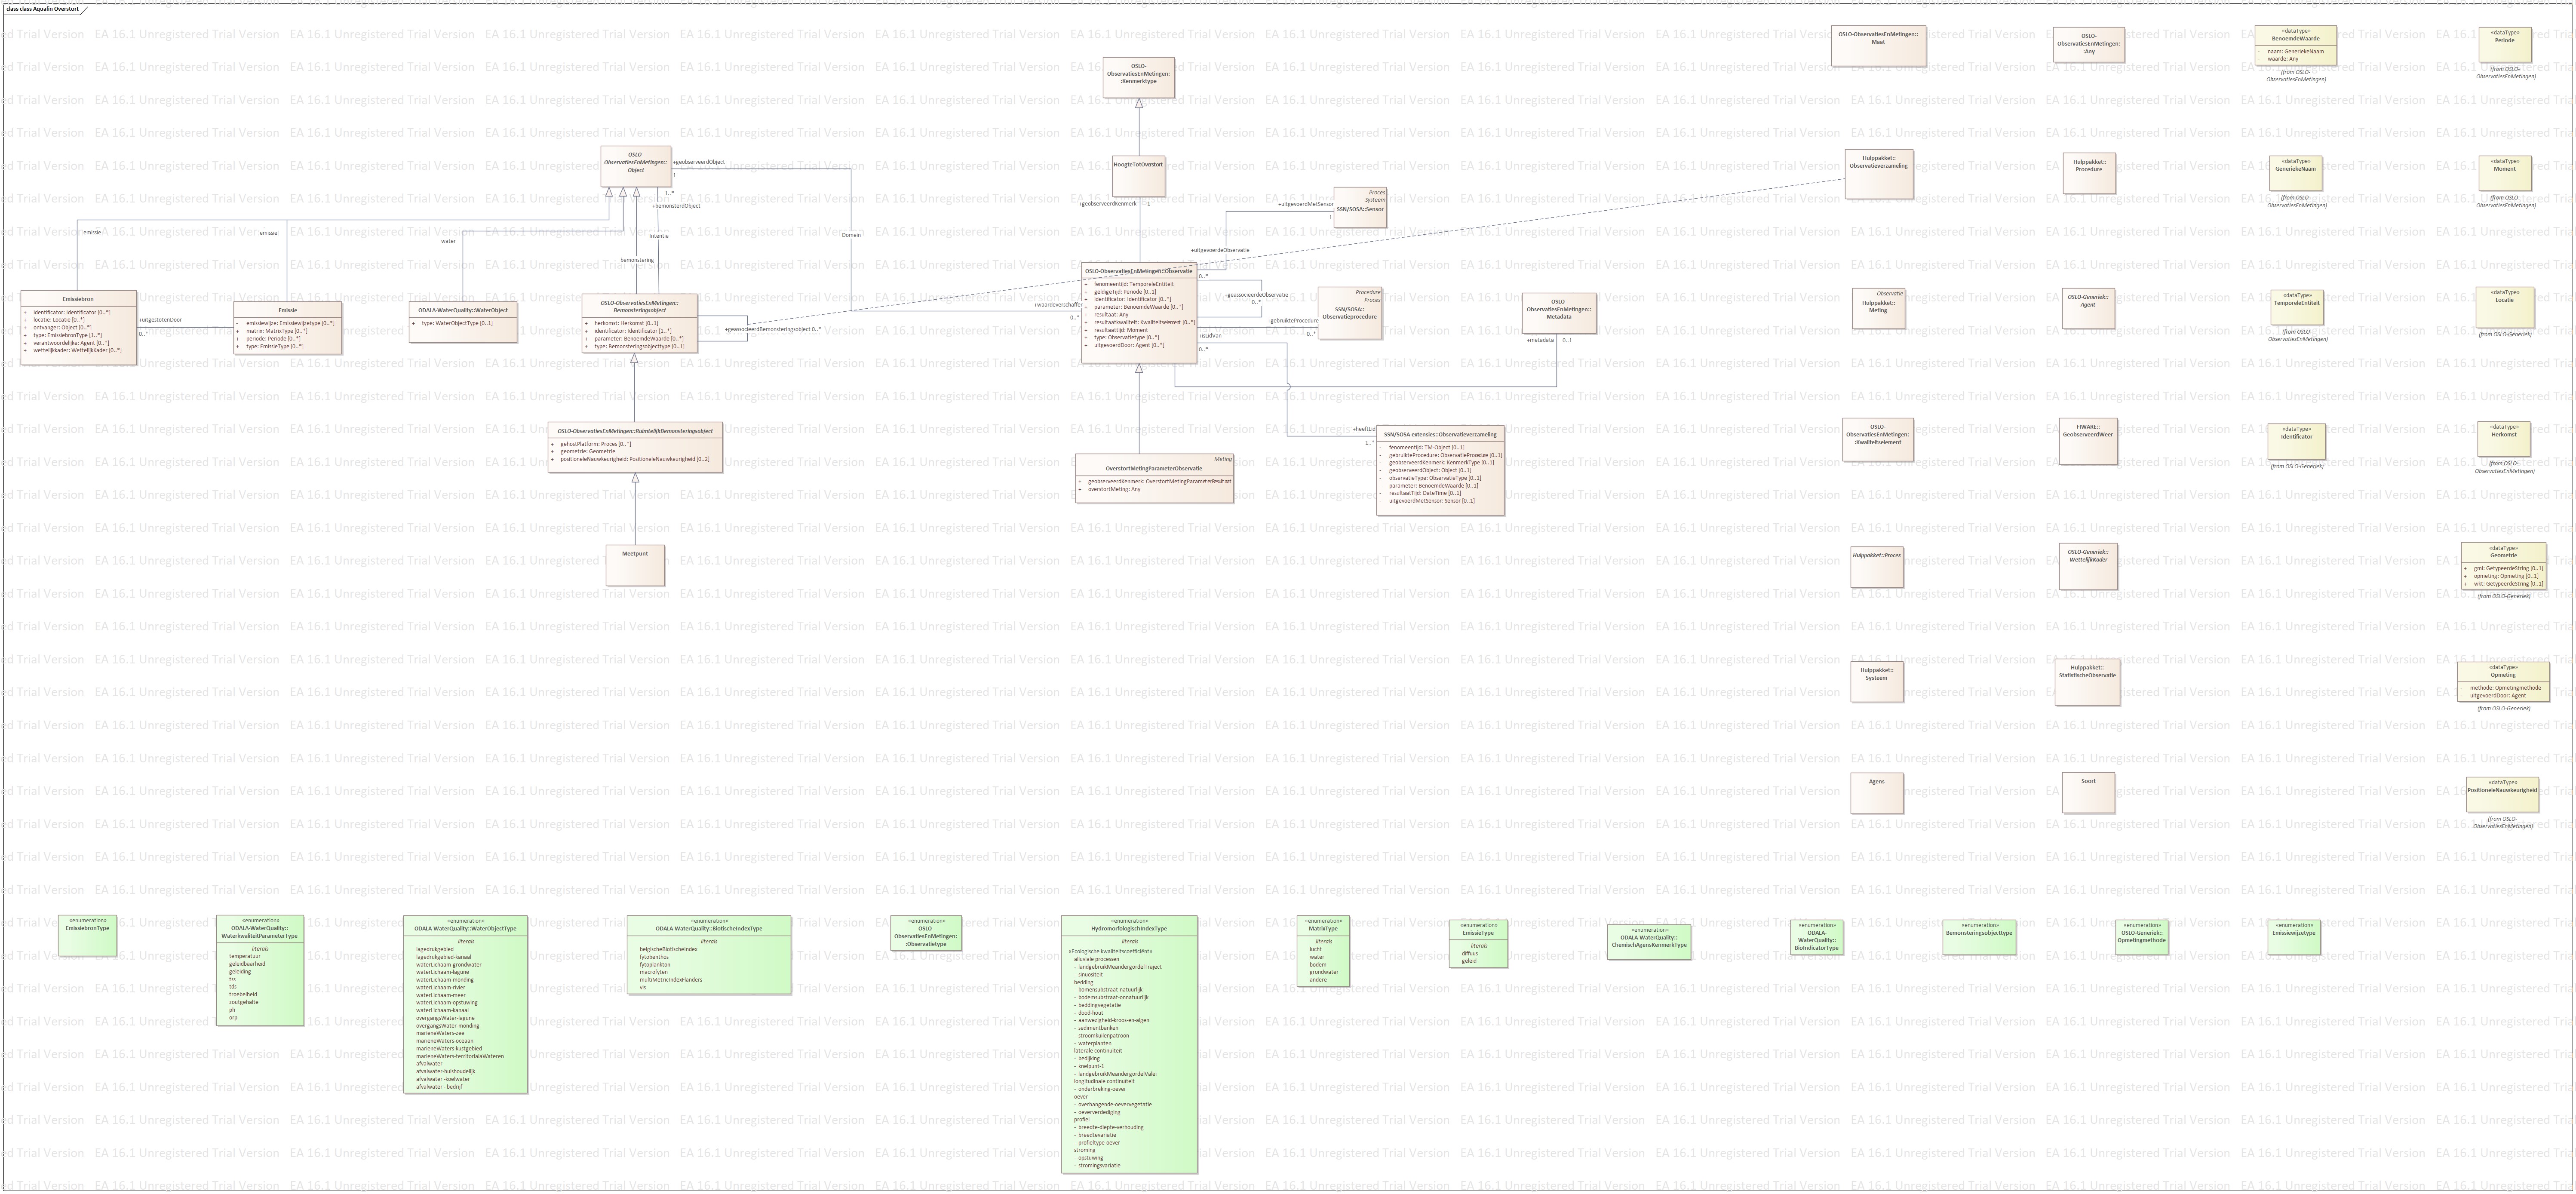 class class Aquafin Overstort
OSLO-ObservatiesEnMetingen::
Maat
OSLO-
ObservatiesEnMetingen:
:Any
«dataType»
BenoemdeWaarde
- naam: GeneriekeNaam
- waarde: Any
(from OSLO-
ObservatiesEnMetingen)
«dataType»
Periode
(from OSLO-
ObservatiesEnMetingen)
OSLO-
ObservatiesEnMetingen:
:Kenmerktype
OSLO-
ObservatiesEnMetingen::
Object
+geobserveerdObject
1
1..*
+bemonsterdObject
HoogteTotOverstort
+geobserveerdKenmerk 1
Proces
Systeem
SSN/SOSA::Sensor
+uitgevoerdMetSensor
1
Hulppakket::
Observatieverzameling
Hulppakket::
Procedure
«dataType»
GeneriekeNaam
(from OSLO-
ObservatiesEnMetingen)
«dataType»
Moment
(from OSLO-
ObservatiesEnMetingen)
emissie
emissie
water
intentie
bemonstering
Domein
+uitgevoerdeObservatie
0..*
Emissiebron
+ identificator: Identificator [0..*]
+ locatie: Locatie [0..*]
+ ontvanger: Object [0..*]
+ type: EmissiebronType [1..*]
+ verantwoordelijke: Agent [0..*]
+ wettelijkkader: WettelijkKader [0..*]
+uitgestotenDoor
0..*
Emissie
- emissiewijze: Emissiewijzetype [0..*]
+ matrix: MatrixType [0..*]
+ periode: Periode [0..*]
+ type: EmissieType [0..*]
ODALA-WaterQuality::WaterObject
+ type: WaterObjectType [0..1]
OSLO-ObservatiesEnMetingen::
Bemonsteringsobject
+ herkomst: Herkomst [0..1]
+ identificator: Identificator [1..*]
+ parameter: BenoemdeWaarde [0..*]
+ type: Bemonsteringsobjecttype [0..1]
+geassocieerdBemonsteringsobject 0..*
+waardeverschaffer
0..*
OSLO-ObservatiesEnMetingen::Observatie
+ fenomeentijd: TemporeleEntiteit
+ geldigeTijd: Periode [0..1]
+ identificator: Identificator [0..*]
+ parameter: BenoemdeWaarde [0..*]
+ resultaat: Any
+ resultaatkwaliteit: Kwaliteitselement [0..*]
+ resultaattijd: Moment
+ type: Observatietype [0..1]
+ uitgevoerdDoor: Agent [0..*]
+geassocieerdeObservatie
0..*
+gebruikteProcedure
0..*
+isLidVan
0..*
Procedure
Proces
SSN/SOSA::
Observatieprocedure
OSLO-
ObservatiesEnMetingen::
Metadata
+metadata 0..1
Observatie
Hulppakket::
Meting
OSLO-Generiek::
Agent
«dataType»
TemporeleEntiteit
(from OSLO-
ObservatiesEnMetingen)
«dataType»
Locatie
(from OSLO-Generiek)
OSLO-ObservatiesEnMetingen::RuimtelijkBemonsteringsobject
+ gehostPlatform: Proces [0..*]
+ geometrie: Geometrie
+ positioneleNauwkeurigheid: PositioneleNauwkeurigheid [0..2]
Meting
OverstortMetingParameterObservatie
+ geobserveerdKenmerk: OverstortMetingParameterResultaat
+ overstortMeting: Any
+heeftLid
1..*
SSN/SOSA-extensies::Observatieverzameling
- fenomeentijd: TM-Object [0..1]
- gebruikteProcedure: ObservatieProcedure [0..1]
- geobserveerdKenmerk: KenmerkType [0..1]
- geobserveerdObject: Object [0..1]
- observatieType: ObservatieType [0..1]
- parameter: BenoemdeWaarde [0..1]
- resultaatTijd: DateTime [0..1]
- uitgevoerdMetSensor: Sensor [0..1]
OSLO-
ObservatiesEnMetingen:
:Kwaliteitselement
FIWARE::
GeobserveerdWeer
«dataType»
Identificator
(from OSLO-Generiek)
«dataType»
Herkomst
(from OSLO-
ObservatiesEnMetingen)
Meetpunt
Hulppakket::Proces
OSLO-Generiek::
WettelijkKader
«dataType»
Geometrie
+ gml: GetypeerdeString [0..1]
+ opmeting: Opmeting [0..1]
+ wkt: GetypeerdeString [0..1]
(from OSLO-Generiek)
Hulppakket::
Systeem
Hulppakket::
StatistischeObservatie
«dataType»
Opmeting
- methode: Opmetingmethode
- uitgevoerdDoor: Agent
(from OSLO-Generiek)
Agens
Soort
«dataType»
PositioneleNauwkeurigheid
(from OSLO-
ObservatiesEnMetingen)
«enumeration»
EmissiebronType
«enumeration»
ODALA-WaterQuality::
WaterkwaliteitParameterType
literals
temperatuur
geleidbaarheid
geleiding
tss
tds
troebelheid
zoutgehalte
ph
orp
«enumeration»
ODALA-WaterQuality::WaterObjectType
literals
lagedrukgebied
lagedrukgebied-kanaal
waterLichaam-grondwater
waterLichaam-lagune
waterLichaam-monding
waterLichaam-rivier
waterLichaam-meer
waterLichaam-opstuwing
waterLichaam-kanaal
overgangsWater-lagune
overgangsWater-monding
marieneWaters-zee
marieneWaters-oceaan
marieneWaters-kustgebied
marieneWaters-territorialaWateren
afvalwater
afvalwater-huishoudelijk
afvalwater -koelwater
afvalwater - bedrijf
«enumeration»
ODALA-WaterQuality::BiotischeIndexType
literals
belgischeBiotischeIndex
fytobenthos
fytoplankton
macrofyten
multiMetricIndexFlanders
vis
«enumeration»
OSLO-
ObservatiesEnMetingen:
:Observatietype
«enumeration»
HydromorfologischIndexType
literals
«Ecologische kwaliteitscoefficiënt»
alluviale processen
- landgebruikMeandergordelTraject
- sinuositeit
bedding
- bomensubstraat-natuurlijk
- bodemsubstraat-onnatuurlijk
- beddingvegetatie
- dood-hout
- aanwezigheid-kroos-en-algen
- sedimentbanken
- stroomkuilenpatroon
- waterplanten
laterale continuïteit
- bedijking
- knelpunt-1
- landgebruikMeandergordelValei
longitudinale continuïteit
- onderbreking-oever
oever
- overhangende-oevervegetatie
- oeververdediging
profiel
- breedte-diepte-verhouding
- breedtevariatie
- profieltype-oever
stroming
- opstuwing
- stromingsvariatie
«enumeration»
MatrixType
literals
lucht
water
bodem
grondwater
andere
«enumeration»
EmissieType
literals
diffuus
geleid
«enumeration»
ODALA-WaterQuality::
ChemischAgensKenmerkType
«enumeration»
ODALA-
WaterQuality::
BioIndicatorType
«enumeration»
Bemonsteringsobjecttype
«enumeration»
OSLO-Generiek::
Opmetingmethode
«enumeration»
Emissiewijzetype